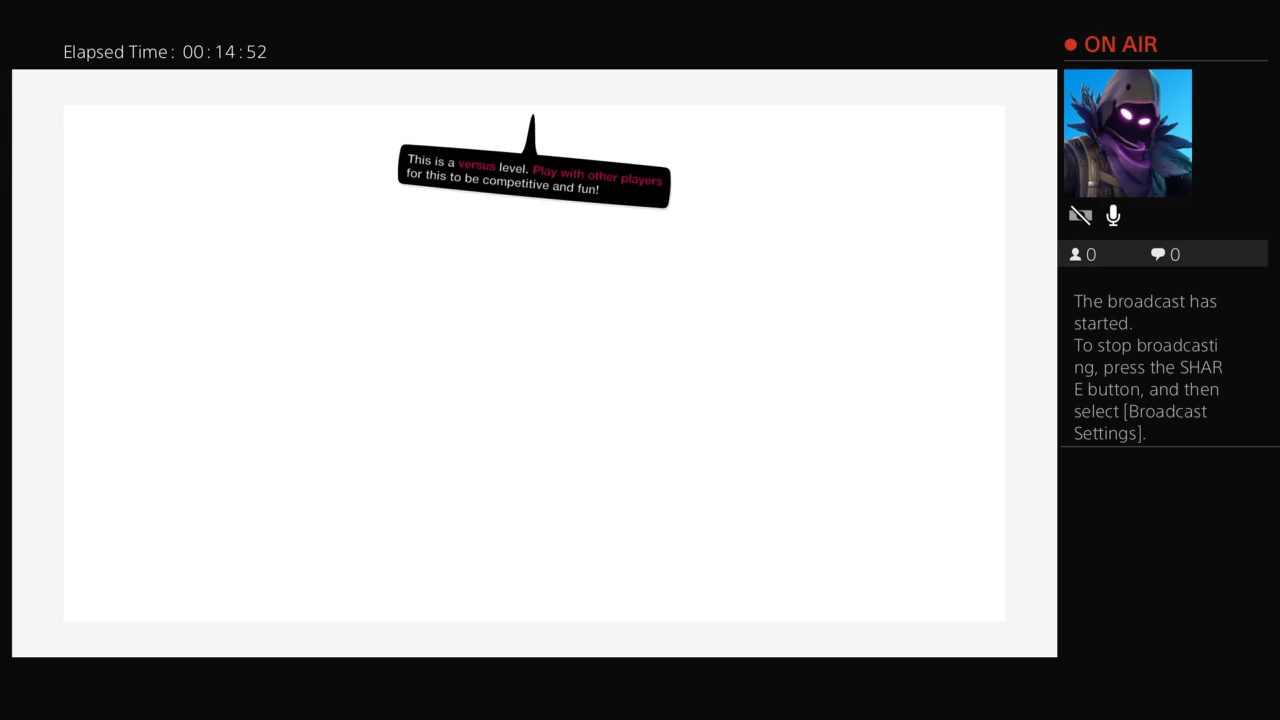 Elapsed Time: 00:14:52
ON AIR
This is a versus level. Play with other players
for this to be competitive and fun!
0 0
The broadcast has
started.
To stop broadcasti
ng, press the SHAR
E button, and then
select [Broadcast
Settings].